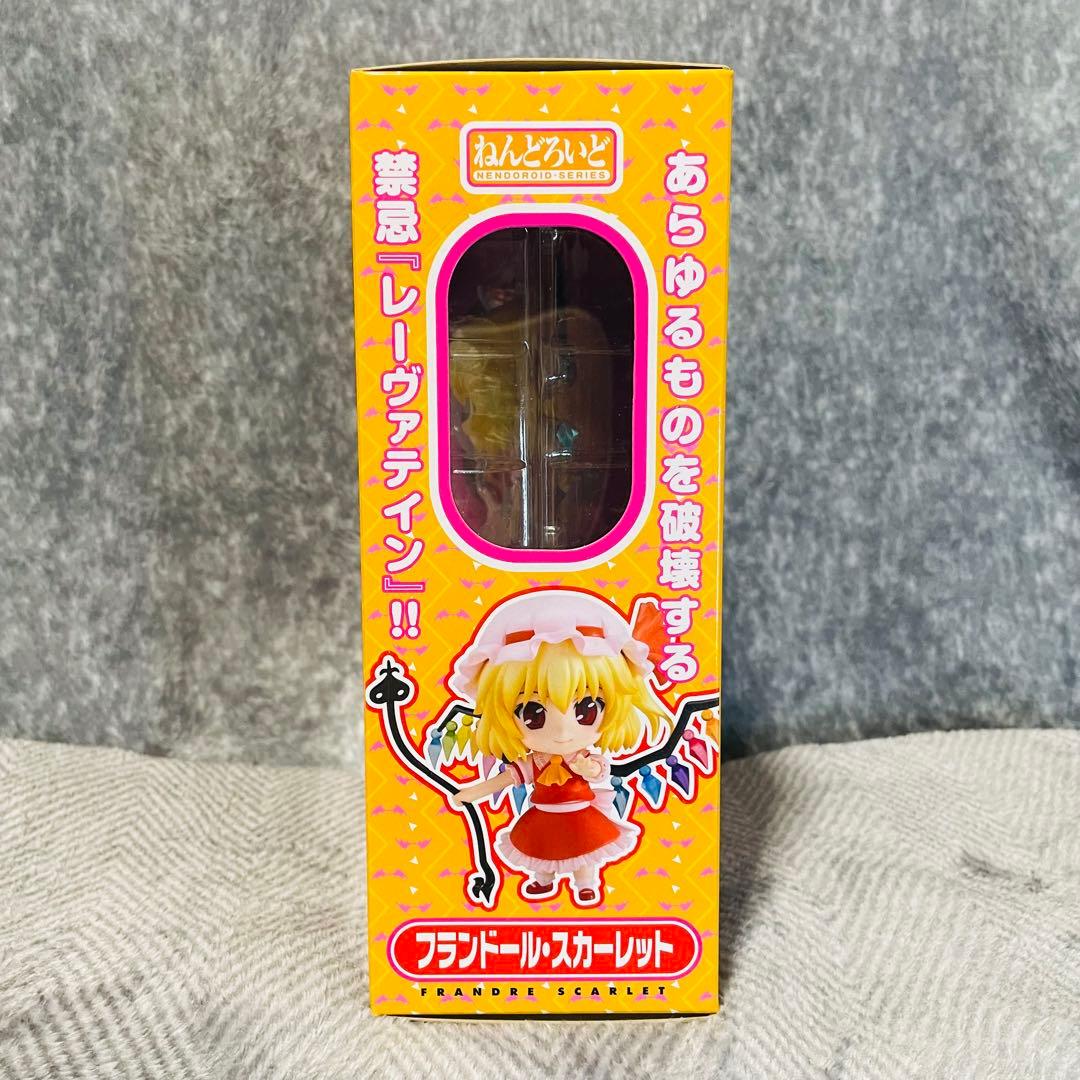 ねんどろいど
NENDOROID・SERIES
あらゆるものを破壊する
禁忌『レーヴァテイン』!!
フランドール・スカーレット
FRANDRE SCARLET